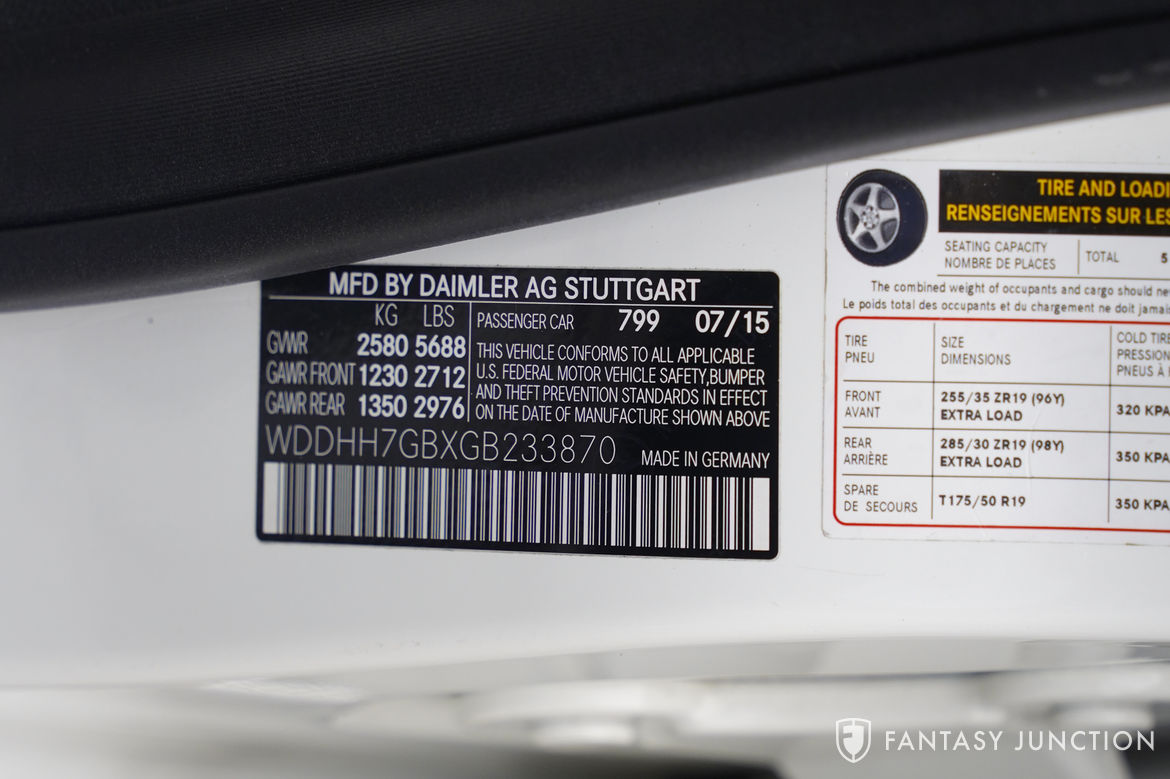 MFD BY DAIMLER AG STUTTGART
KG LBS
GVWR 2580 5688
GAWR FRONT 1230 2712
GAWR REAR 1350 2976
PASSENGER CAR 799 07/15
THIS VEHICLE CONFORMS TO ALL APPLICABLE
U.S. FEDERAL MOTOR VEHICLE SAFETY,BUMPER
AND THEFT PREVENTION STANDARDS IN EFFECT
ON THE DATE OF MANUFACTURE SHOWN ABOVE
WDDHH7GBXGB233870 MADE IN GERMANY
TIRE AND LOADI
RENSEIGNEMENTS SUR LES
SEATING CAPACITY
NOMBRE DE PLACES
TOTAL 5
The combined weight of occupants and cargo should ne
Le poids total des occupants et du chargement ne doit jamais
TIRE
PNEU
SIZE
DIMENSIONS
COLD TIRE
PRESSION
PNEUS À
FRONT
AVANT
255/35 ZR19 (96Y)
EXTRA LOAD
320 KPA
REAR
ARRIÈRE
285/30 ZR19 (98Y)
EXTRA LOAD
350 KPA
SPARE
DE SECOURS
T175/50 R19
350 KPA
FANTASY JUNCTION